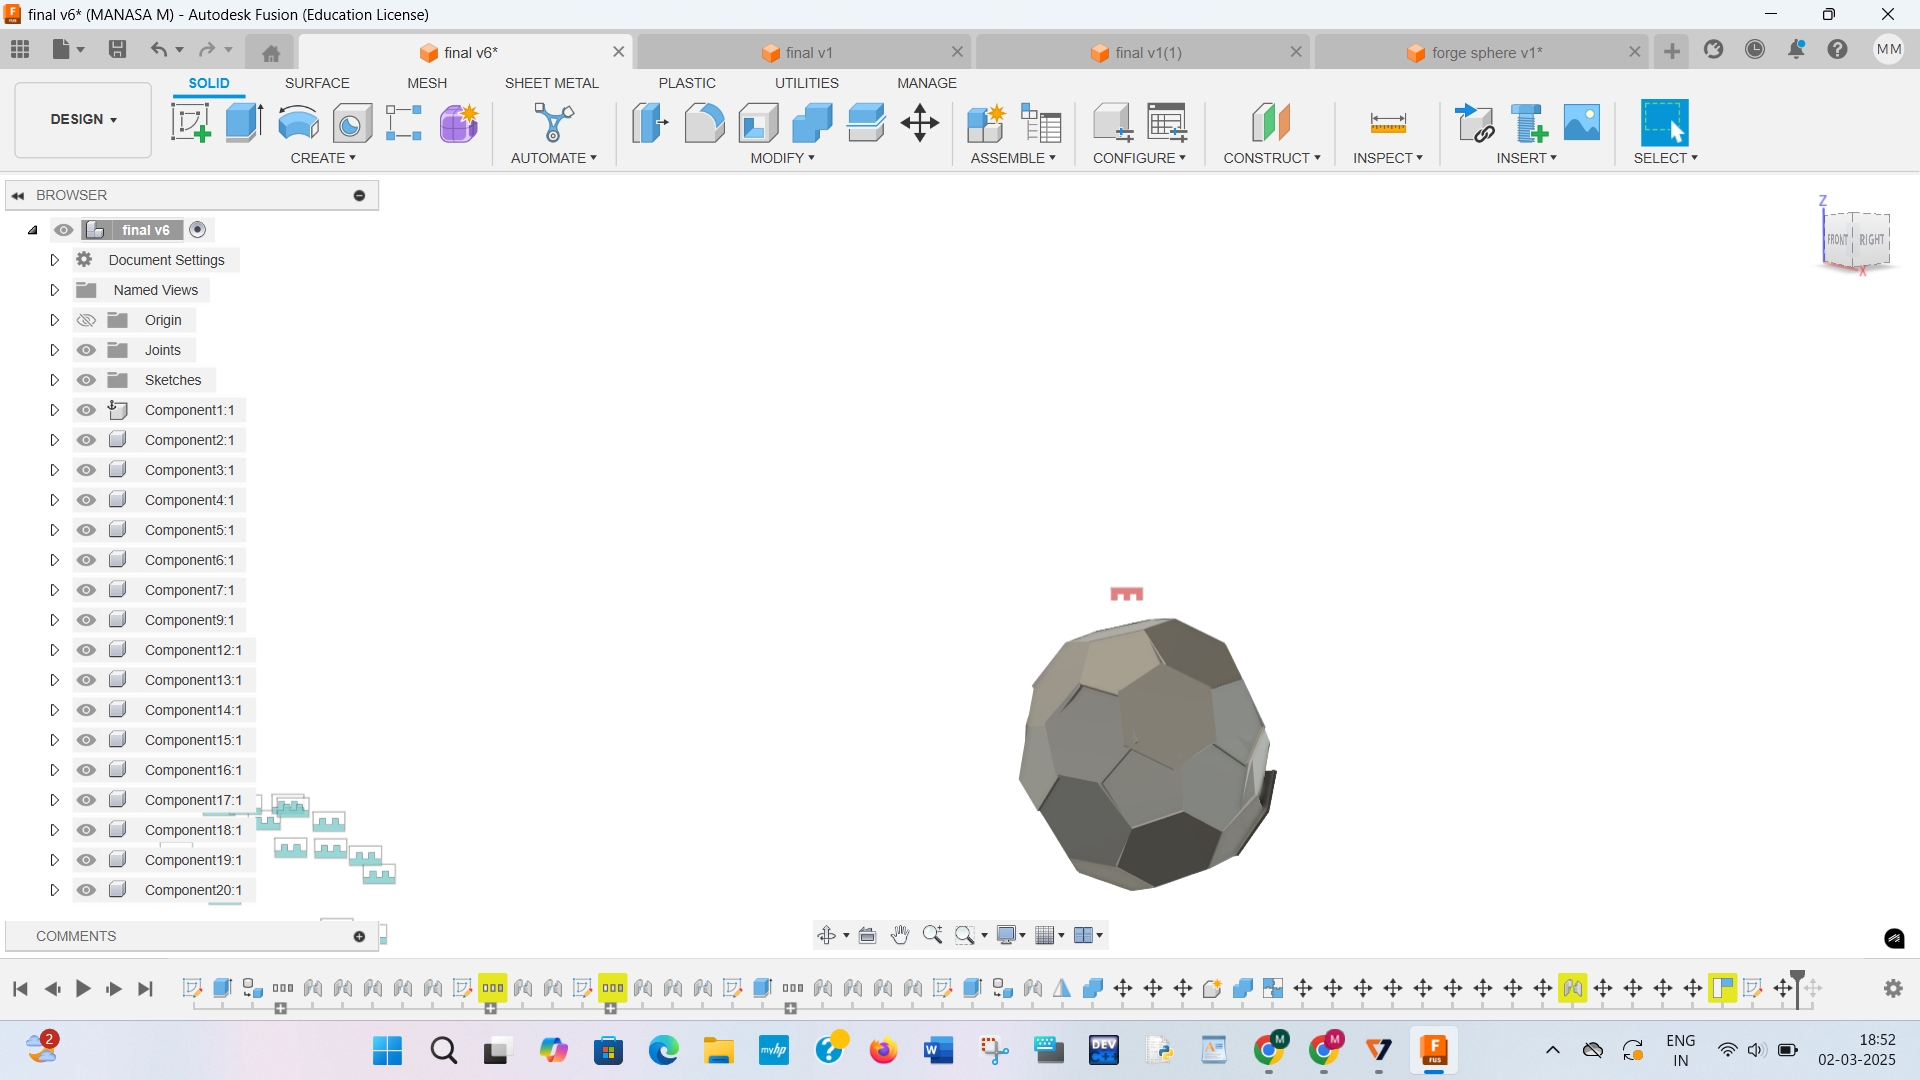 final v6* (MANASA M) - Autodesk Fusion (Education License)
final v6*
final v1
final v1(1)
forge sphere v1*
MM
DESIGN
SOLID
SURFACE
MESH
SHEET METAL
PLASTIC
UTILITIES
MANAGE
CREATE
AUTOMATE
MODIFY
ASSEMBLE
CONFIGURE
CONSTRUCT
INSPECT
INSERT
SELECT
BROWSER
final v6
Document Settings
Named Views
Origin
Joints
Sketches
Component1:1
Component2:1
Component3:1
Component4:1
Component5:1
Component6:1
Component7:1
Component9:1
Component12:1
Component13:1
Component14:1
Component15:1
Component16:1
Component17:1
Component18:1
Component19:1
Component20:1
Z
FRONT
RIGHT
X
COMMENTS
2
myhp
W
DEV
C++
M
M
F
FUS
ENG
IN
18:52
02-03-2025